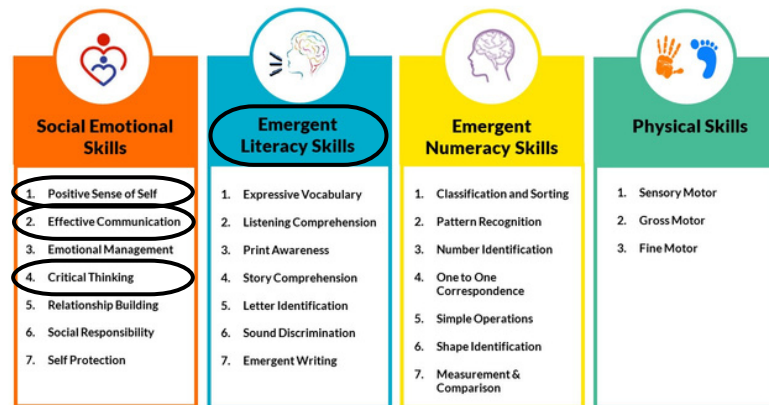 Social Emotional
Skills
1. Positive Sense of Self
2. Effective Communication
3. Emotional Management
4. Critical Thinking
5. Relationship Building
6. Social Responsibility
7. Self Protection
Emergent
Literacy Skills
1. Expressive Vocabulary
2. Listening Comprehension
3. Print Awareness
4. Story Comprehension
5. Letter Identification
6. Sound Discrimination
7. Emergent Writing
Emergent
Numeracy Skills
1. Classification and Sorting
2. Pattern Recognition
3. Number Identification
4. One to One
Correspondence
5. Simple Operations
6. Shape Identification
7. Measurement &
Comparison
Physical Skills
1. Sensory Motor
2. Gross Motor
3. Fine Motor